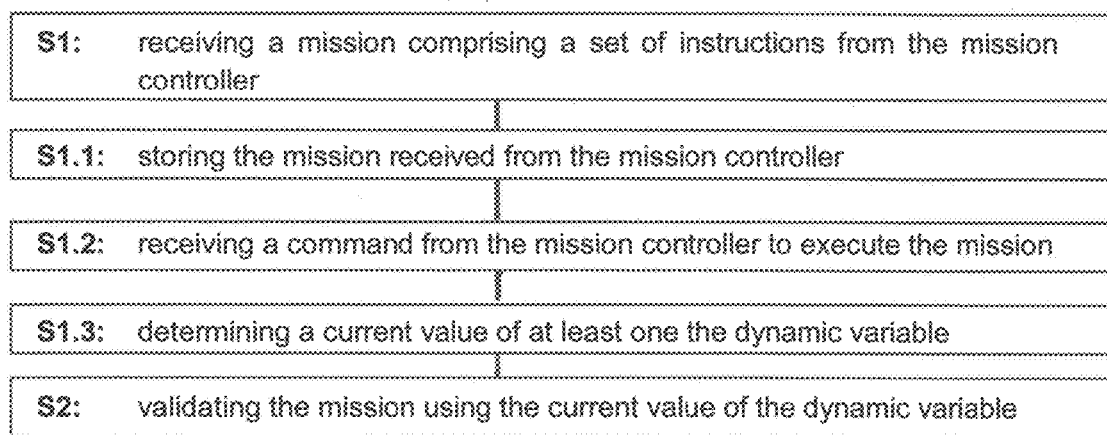 S1: receiving a mission comprising a set of instructions from the mission
controller
S1.1: storing the mission received from the mission controller
S1.2: receiving a command from the mission controller to execute the mission
S1.3: determining a current value of at least one the dynamic variable
S2: validating the mission using the current value of the dynamic variable